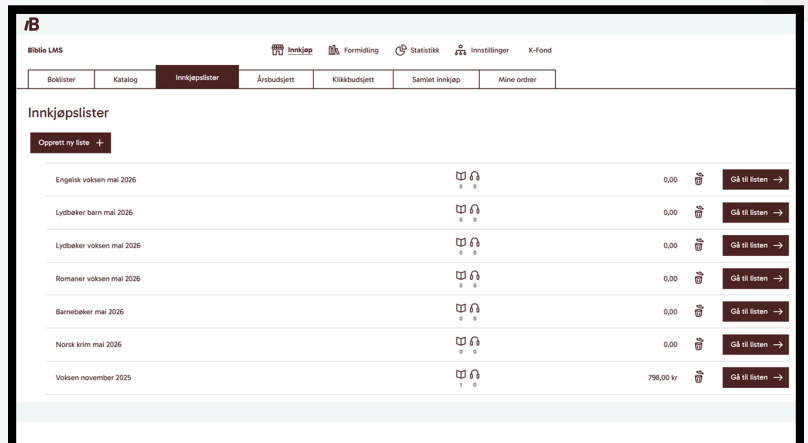 /B
Biblio LMS
Innkjøp Formidling Statistikk Innstillinger K-Fond
Boklister Katalog Innkjøpslister Årsbudsjett Klikkbudsjett Samlet innkjøp Mine ordrer
Innkjøpslister
Opprett ny liste +
Engelsk voksen mai 2026 0 0 0,00 Gå til listen →
Lydbøker barn mai 2026 0 0 0,00 Gå til listen →
Lydbøker voksen mai 2026 0 0 0,00 Gå til listen →
Romaner voksen mai 2026 0 0 0,00 Gå til listen →
Barnebøker mai 2026 0 0 0,00 Gå til listen →
Norsk krim mai 2026 0 0 0,00 Gå til listen →
Voksen november 2025 1 0 798,00 kr Gå til listen →